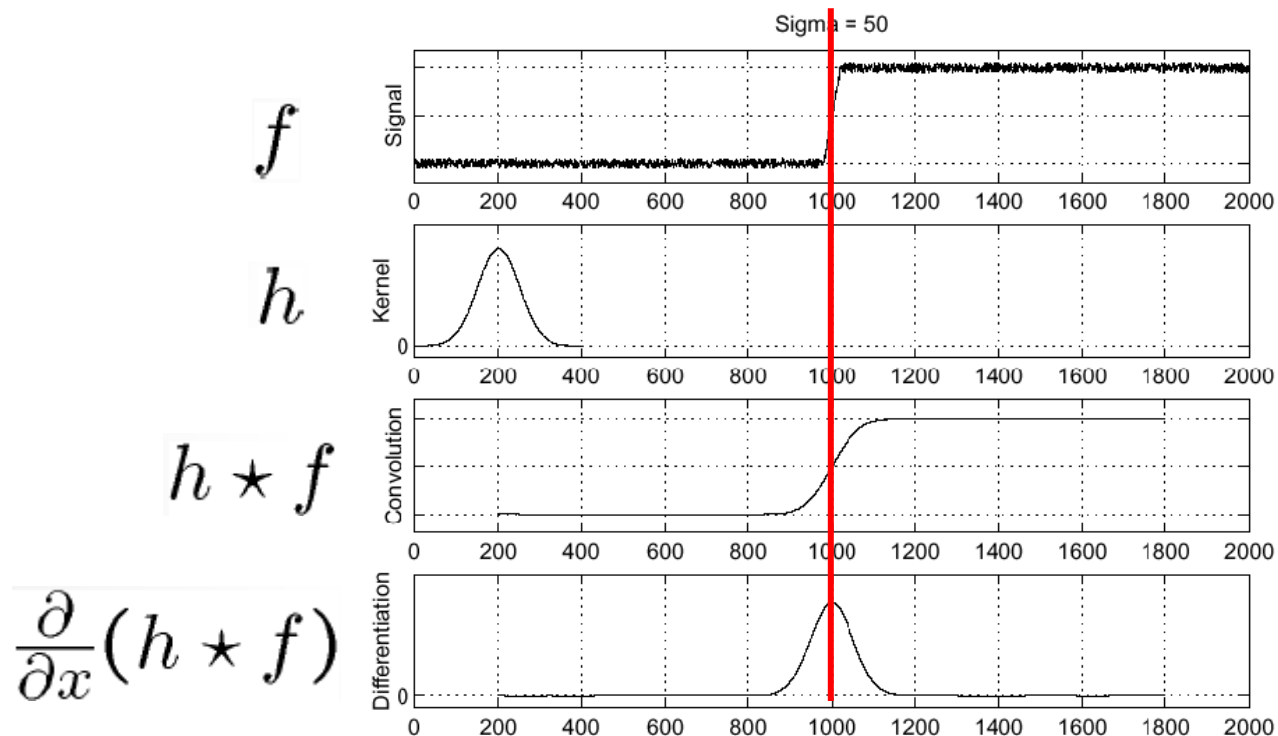 Sigma = 50
f
Signal
0 200 400 600 800 1000 1200 1400 1600 1800 2000
h
Kernel
0
0 200 400 600 800 1000 1200 1400 1600 1800 2000
h ⋆ f
Convolution
0 200 400 600 800 1000 1200 1400 1600 1800 2000
∂/∂x (h ⋆ f)
Differentiation
0
0 200 400 600 800 1000 1200 1400 1600 1800 2000